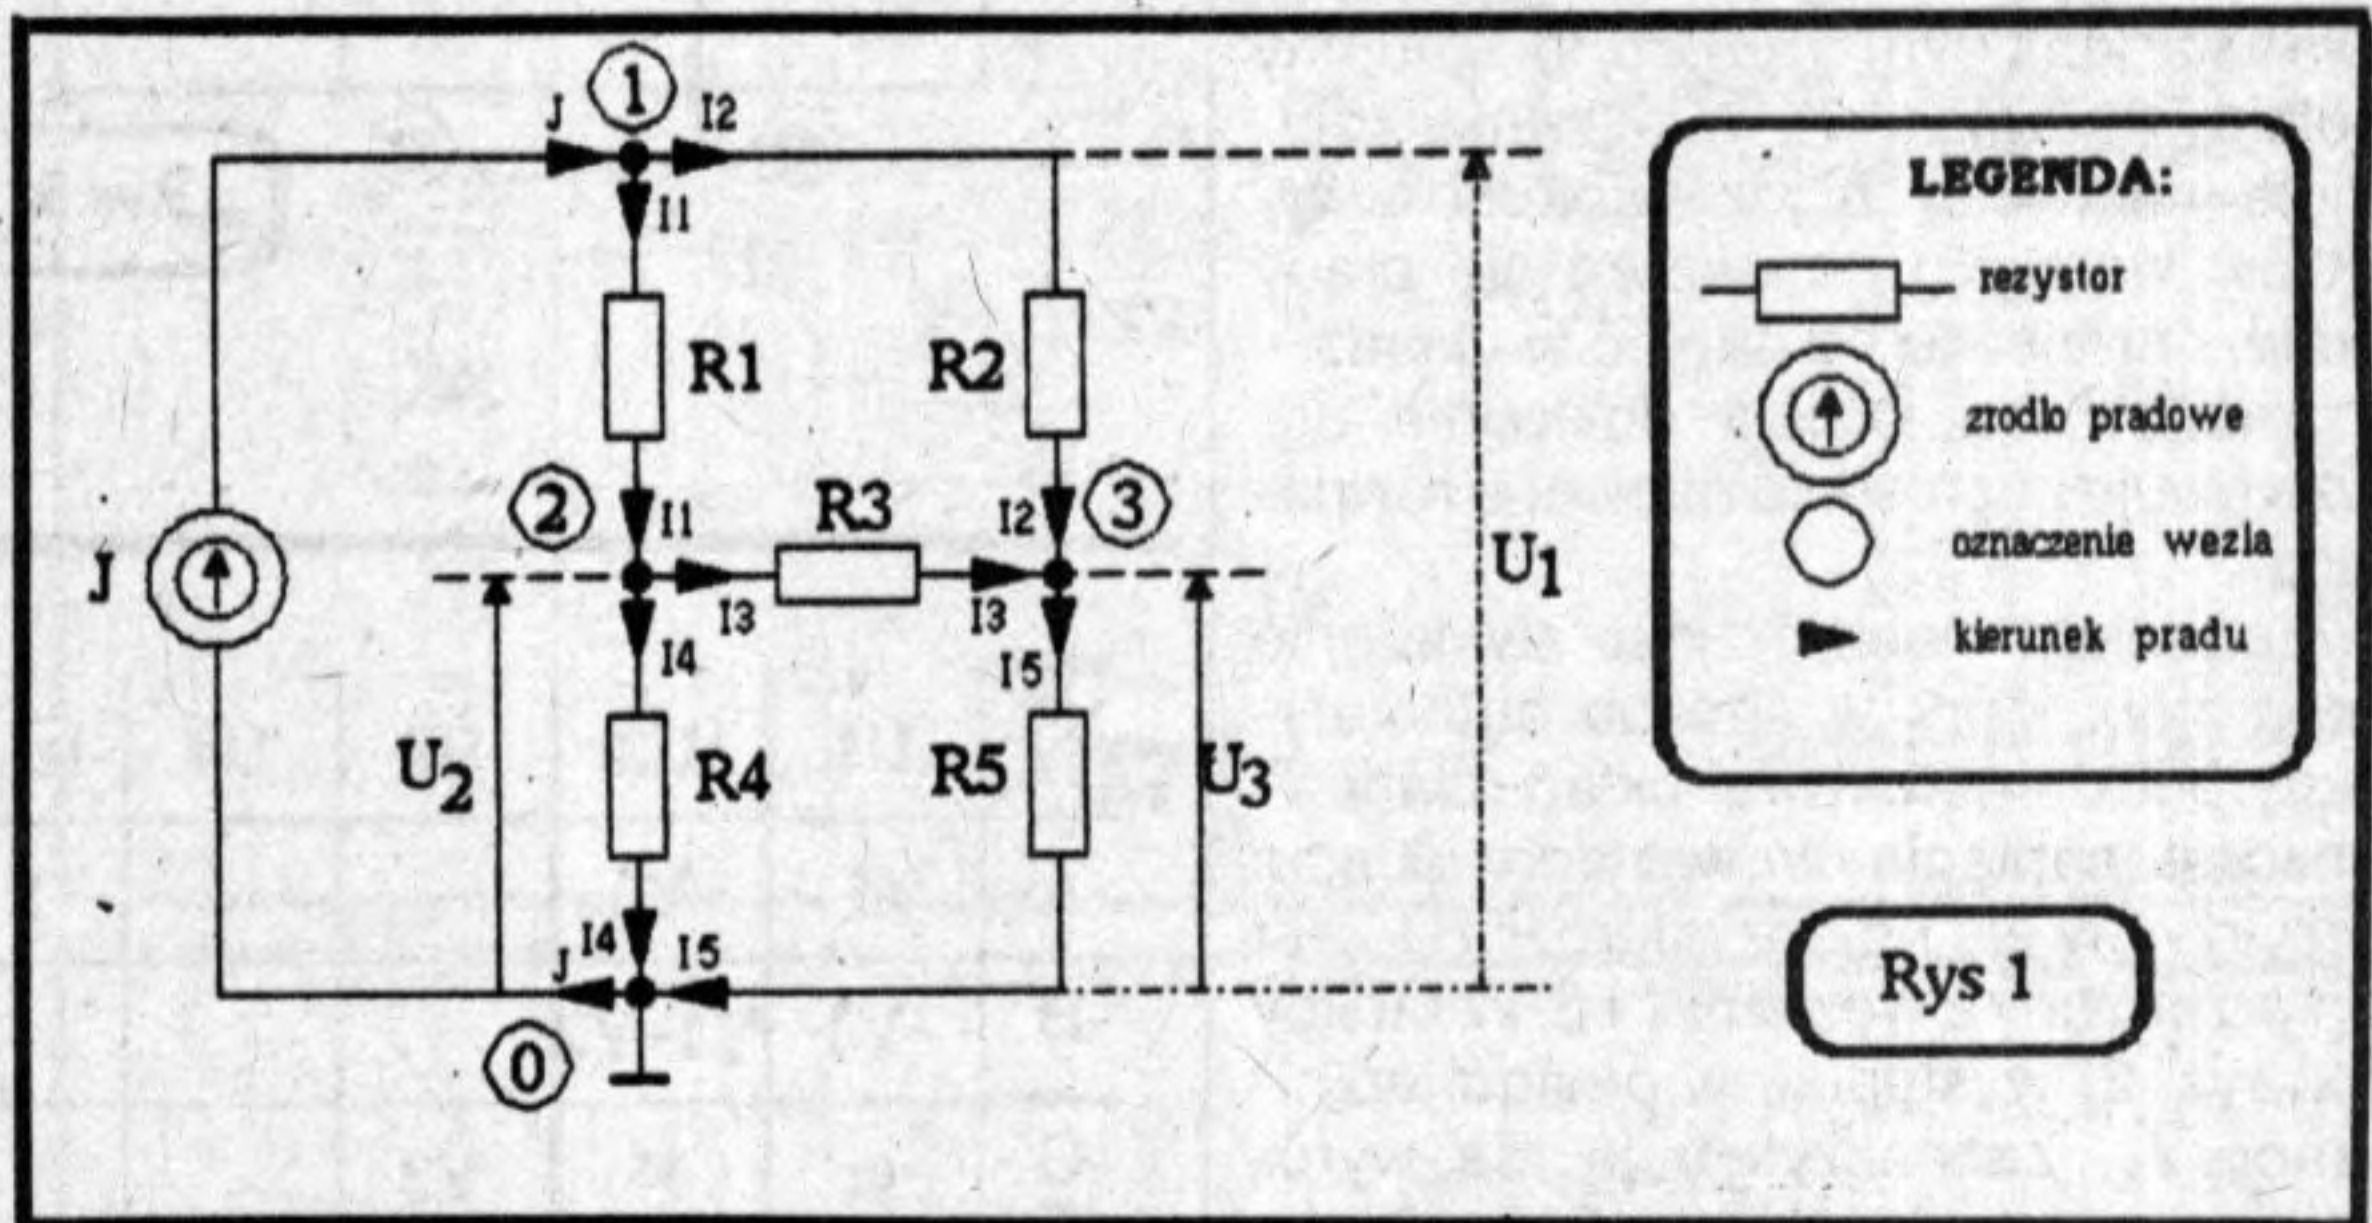 1
J
I2
I1
R1
R2
2
I1
R3
I2
3
J
I3
I3
I4
I5
U1
U2
R4
R5
U3
I4
J
I5
0
LEGENDA:
rezystor
zrodlo pradowe
oznaczenie wezla
kierunek pradu
Rys 1